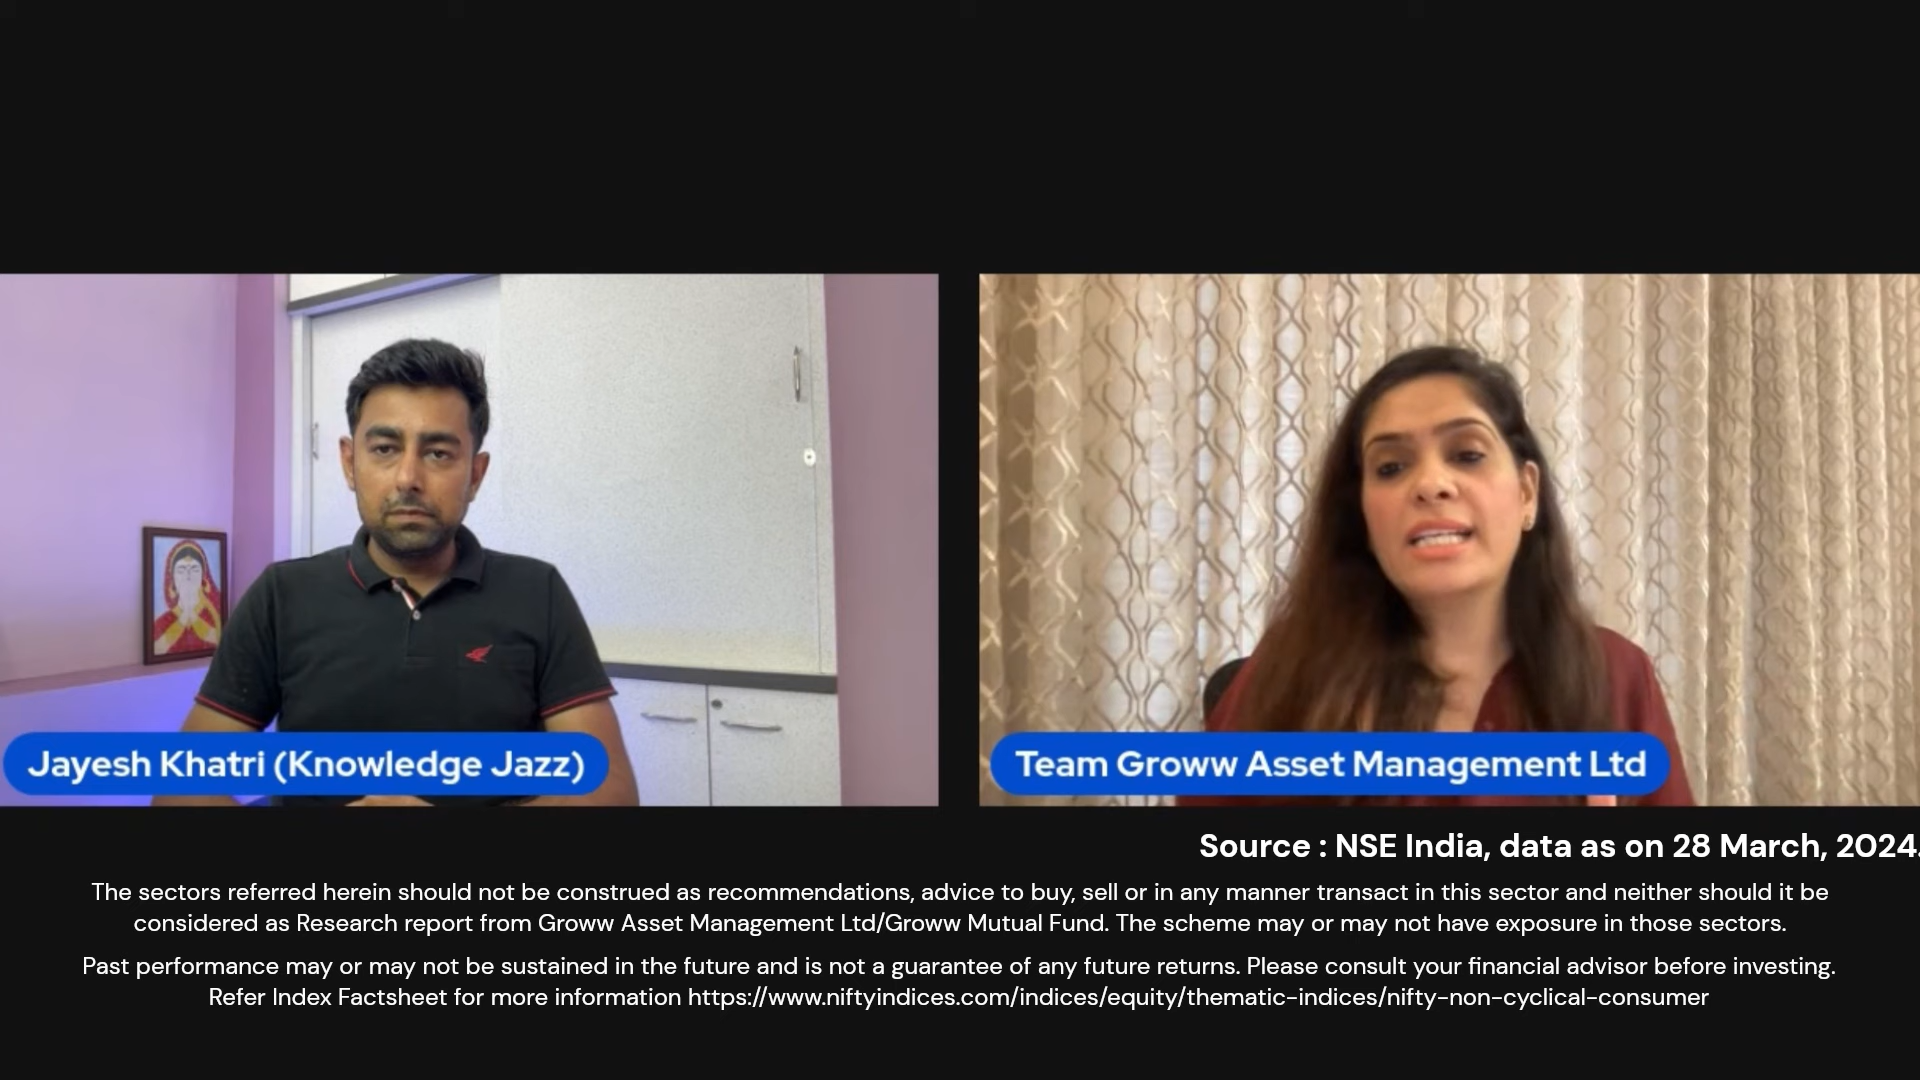 Jayesh Khatri (Knowledge Jazz)
Team Groww Asset Management Ltd
Source : NSE India, data as on 28 March, 2024.
The sectors referred herein should not be construed as recommendations, advice to buy, sell or in any manner transact in this sector and neither should it be
considered as Research report from Groww Asset Management Ltd/Groww Mutual Fund. The scheme may or may not have exposure in those sectors.
Past performance may or may not be sustained in the future and is not a guarantee of any future returns. Please consult your financial advisor before investing.
Refer Index Factsheet for more information https://www.niftyindices.com/indices/equity/thematic-indices/nifty-non-cyclical-consumer